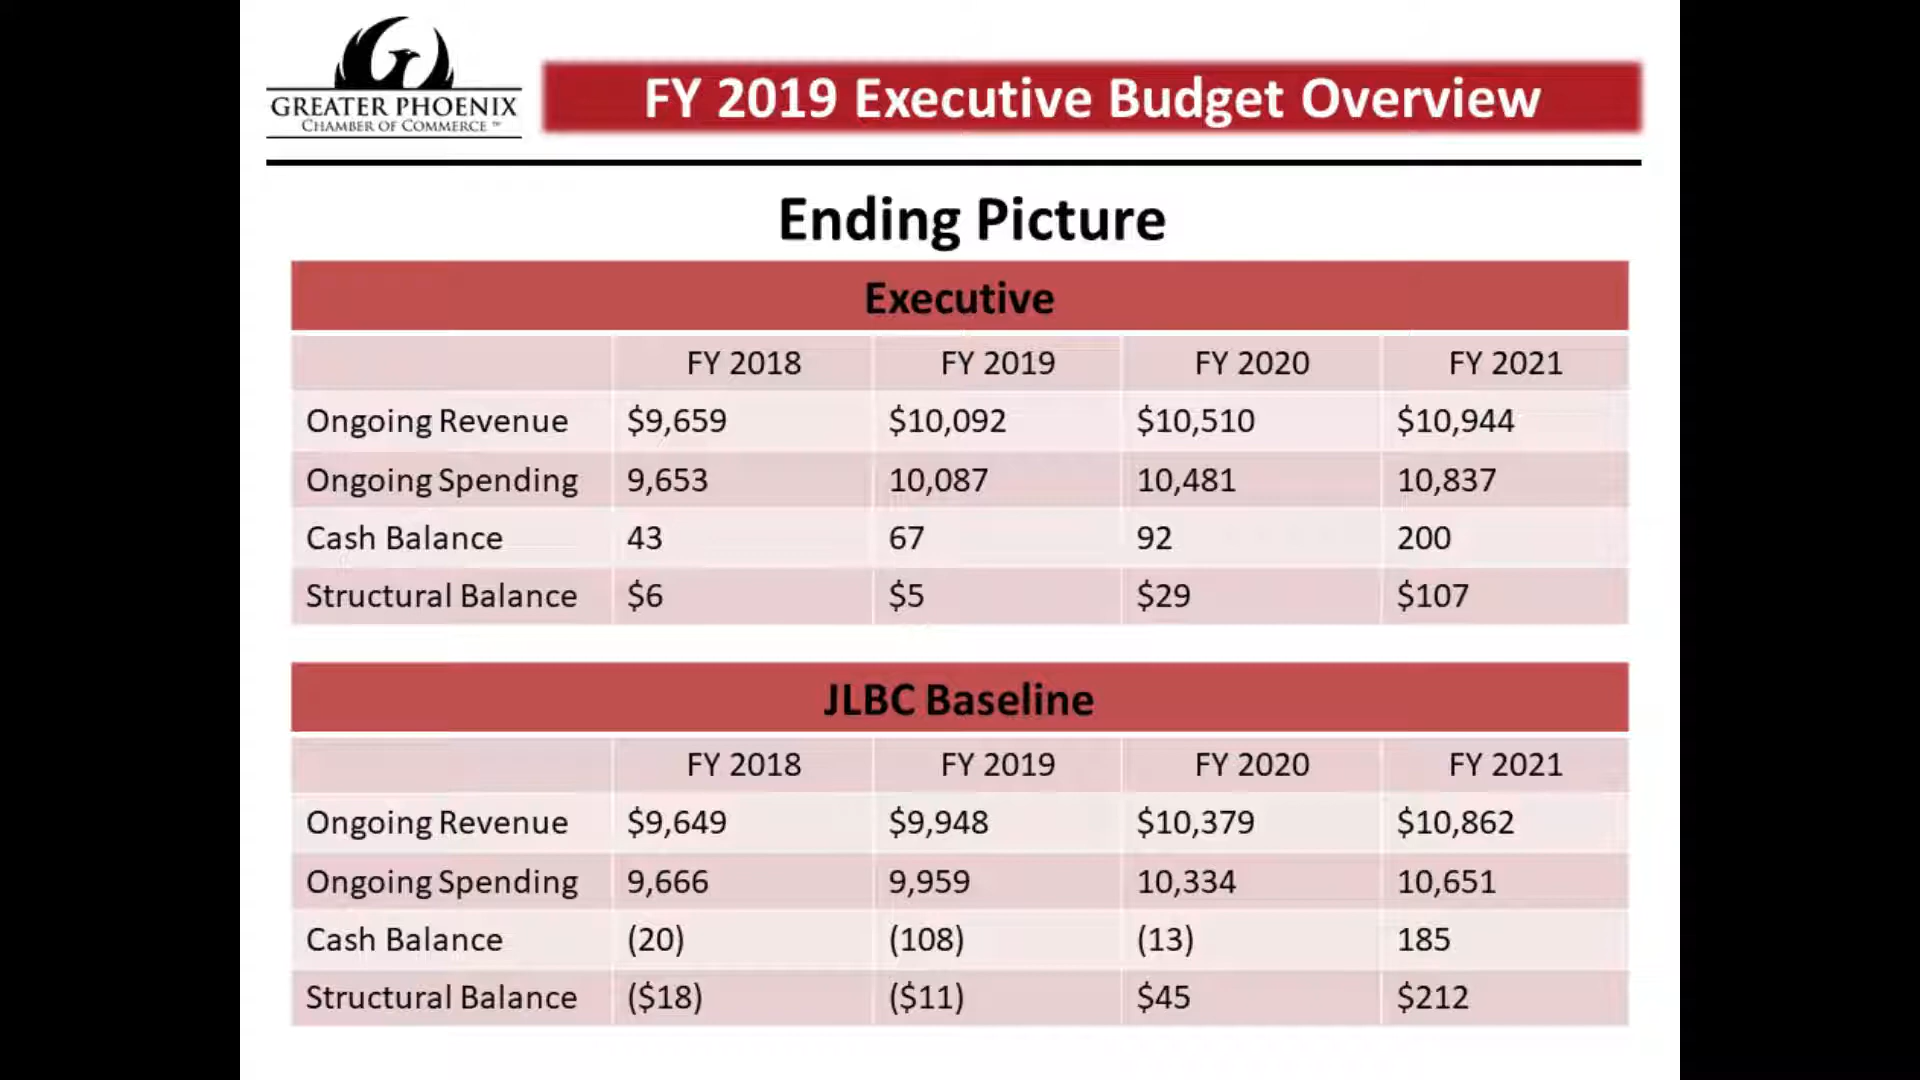 GREATER PHOENIX
CHAMBER OF COMMERCE ™
FY 2019 Executive Budget Overview
Ending Picture
Executive
FY 2018 FY 2019 FY 2020 FY 2021
Ongoing Revenue $9,659 $10,092 $10,510 $10,944
Ongoing Spending 9,653 10,087 10,481 10,837
Cash Balance 43 67 92 200
Structural Balance $6 $5 $29 $107
JLBC Baseline
FY 2018 FY 2019 FY 2020 FY 2021
Ongoing Revenue $9,649 $9,948 $10,379 $10,862
Ongoing Spending 9,666 9,959 10,334 10,651
Cash Balance (20) (108) (13) 185
Structural Balance ($18) ($11) $45 $212